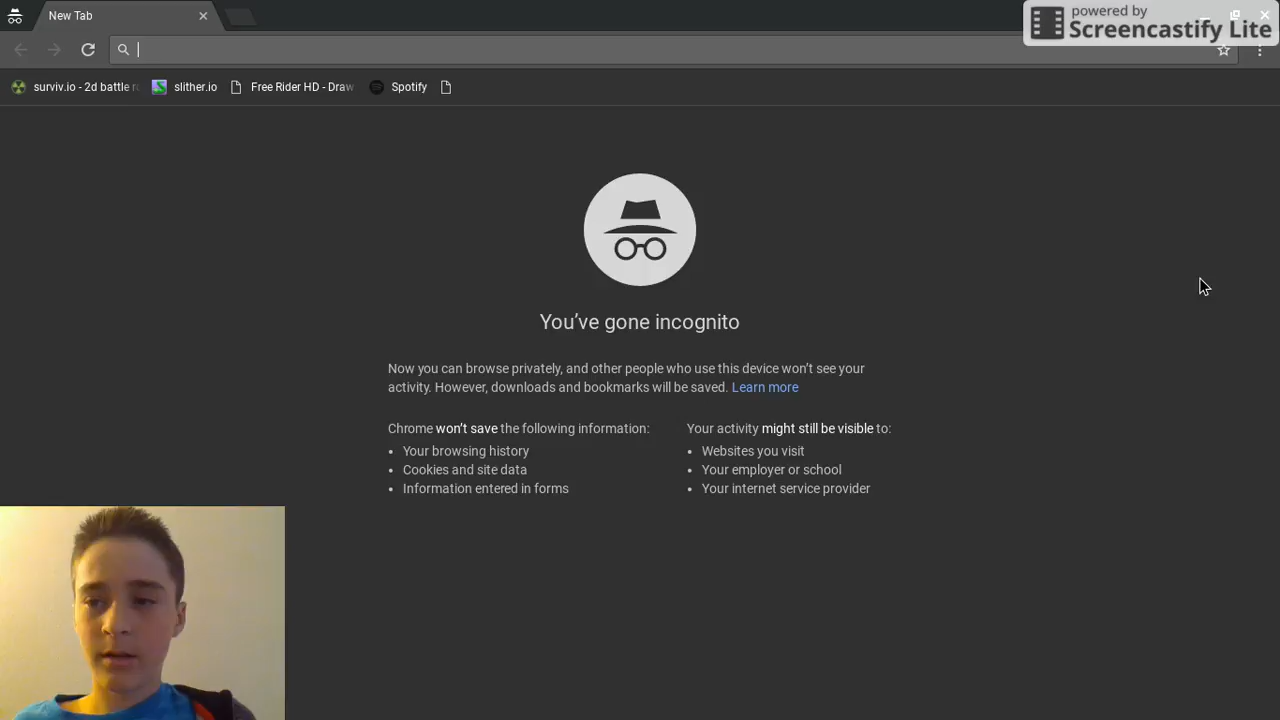 New Tab
powered by
Screencastify Lite
surviv.io - 2d battle r
slither.io
Free Rider HD - Draw
Spotify
You've gone incognito
Now you can browse privately, and other people who use this device won't see your
activity. However, downloads and bookmarks will be saved. Learn more
Chrome won't save the following information:
Your browsing history
Cookies and site data
Information entered in forms
Your activity might still be visible to:
Websites you visit
Your employer or school
Your internet service provider